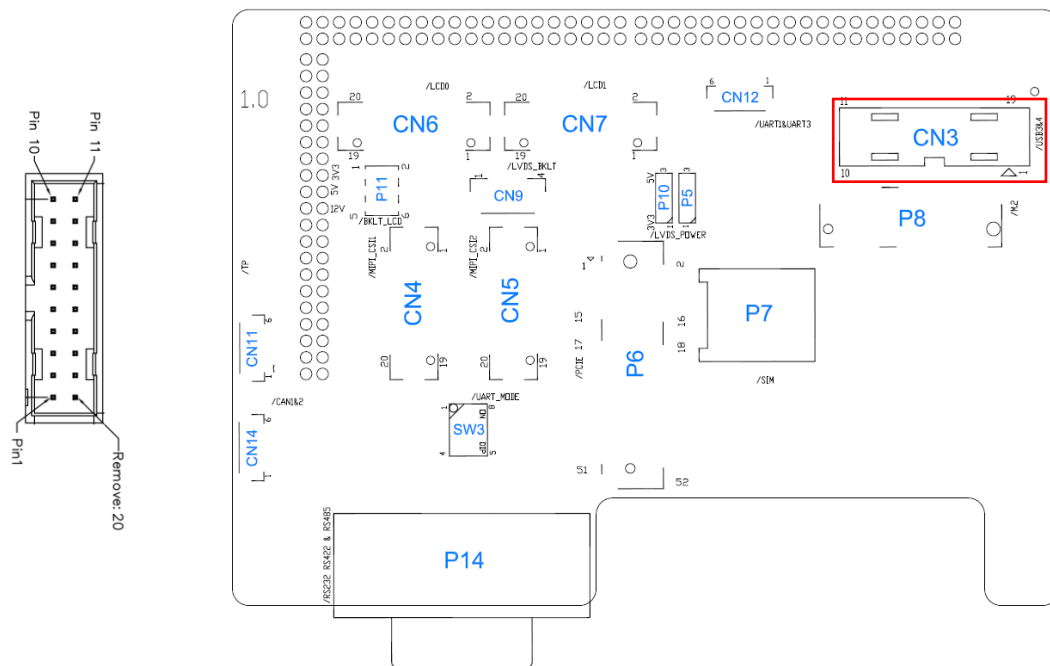 Pin 11
Pin 10
Pin1
Remove: 20
1.0
/LCD0
20
2
CN6
19
1
/LCD1
20
2
CN7
19
1
6
1
CN12
/UART1&UART3
11
19
CN3
10
1
/USB3&4
3V3
5V
12V
1
2
P11
5
6
/BKLT_LCD
/LVDS_BKLT
1
4
CN9
5V
3
3
P10
P5
3V3
1
1
/LVDS_POWER
P8
/M.2
/MIPI_CSI1
2
1
CN4
20
19
/MIPI_CSI2
2
1
CN5
20
19
1
2
15
16
17
18
P6
/PCIE
51
52
P7
/SIM
/TP
6
CN11
1
/CAN1&2
6
CN14
1
/UART_MODE
1
8
ON
SW3
DIP
4
5
/RS232 RS422 & RS485
P14